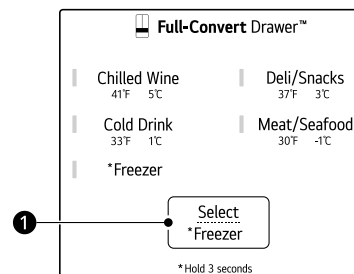 Full-Convert Drawer™
Chilled Wine
41°F 5°C
Deli/Snacks
37°F 3°C
Cold Drink
33°F 1°C
Meat/Seafood
30°F -1°C
*Freezer
1
Select
*Freezer
*Hold 3 seconds